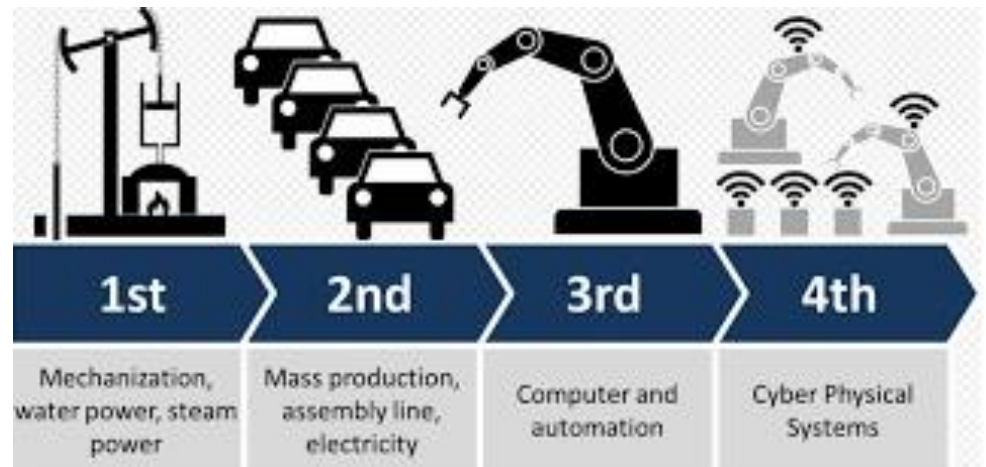 1st
2nd
3rd
4th
Mechanization,
water power, steam
power
Mass production,
assembly line,
electricity
Computer and
automation
Cyber Physical
Systems